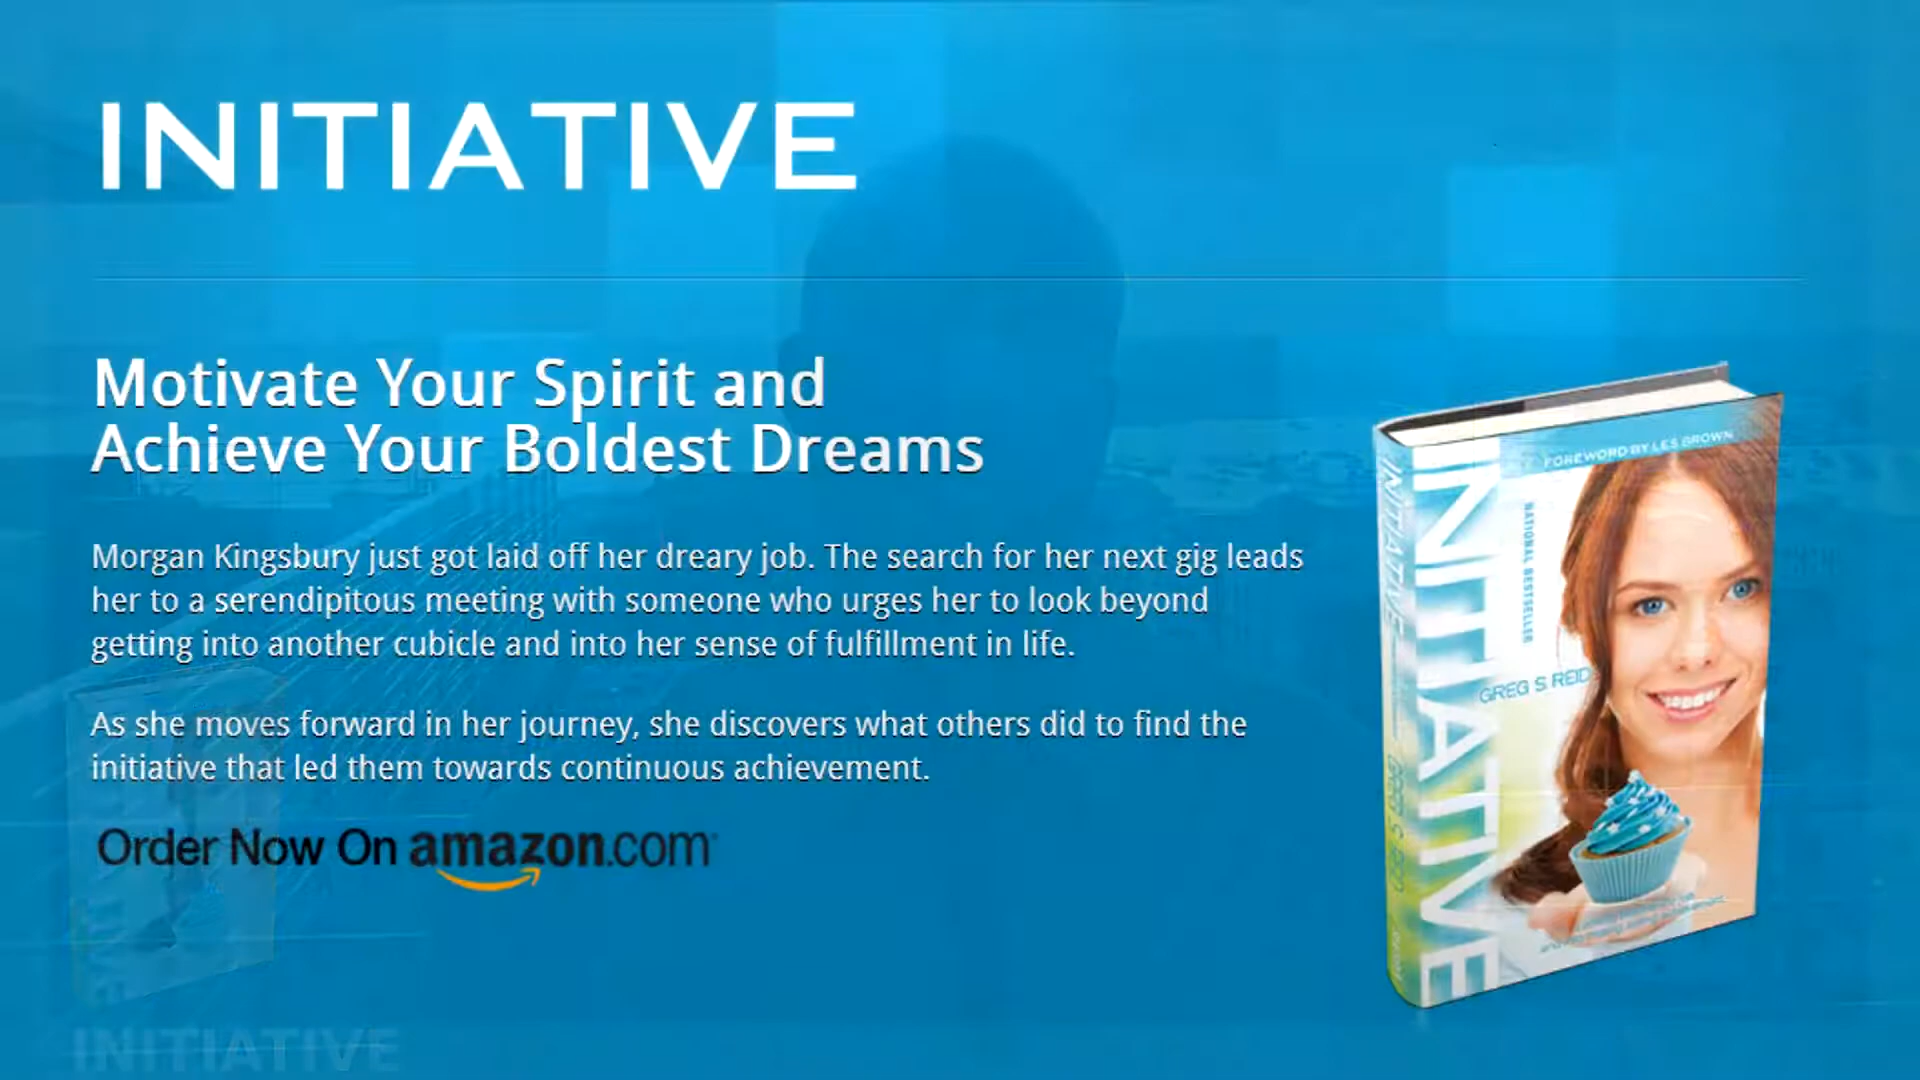 INITIATIVE
Motivate Your Spirit and
Achieve Your Boldest Dreams
Morgan Kingsbury just got laid off her dreary job. The search for her next gig leads
her to a serendipitous meeting with someone who urges her to look beyond
getting into another cubicle and into her sense of fulfillment in life.
As she moves forward in her journey, she discovers what others did to find the
initiative that led them towards continuous achievement.
Order Now On amazon.com
FOREWORD BY LES BROWN
INITIATIVE
NATIONAL BESTSELLER
GREG S. REID
INITIATIVE
GREG S. REID
INITIATIVE